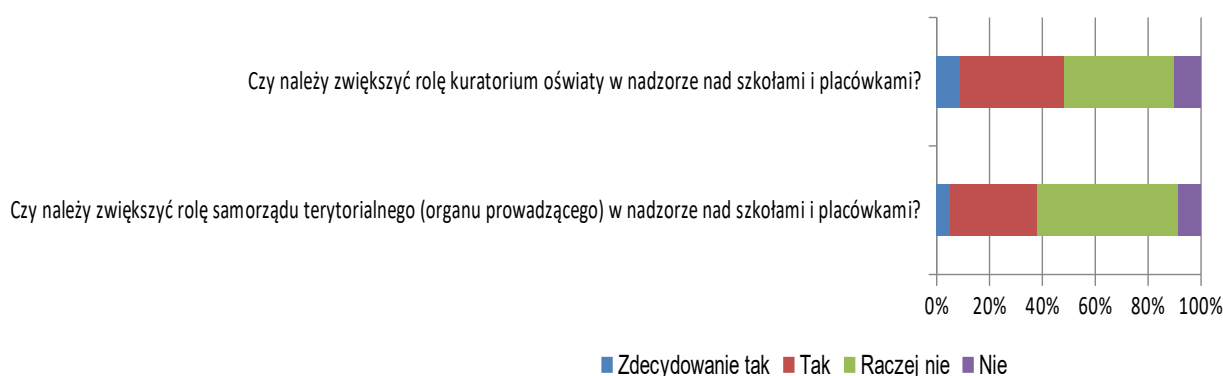 Czy należy zwiększyć rolę kuratorium oświaty w nadzorze nad szkołami i placówkami?
Czy należy zwiększyć rolę samorządu terytorialnego (organu prowadzącego) w nadzorze nad szkołami i placówkami?
0% 20% 40% 60% 80% 100%
Zdecydowanie tak Tak Raczej nie Nie